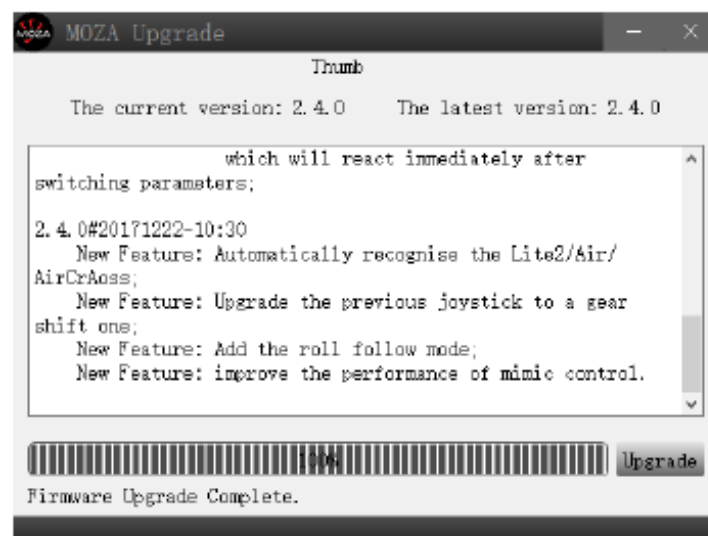 MOZA MOZA Upgrade
Thumb
The current version: 2.4.0 The latest version: 2.4.0
which will react immediately after
switching parameters;
2.4.0#20171222-10:30
New Feature: Automatically recognise the Lite2/Air/
AirCrAoss;
New Feature: Upgrade the previous joystick to a gear
shift one;
New Feature: Add the roll follow mode;
New Feature: improve the performance of mimic control.
100% Upgrade
Firmware Upgrade Complete.